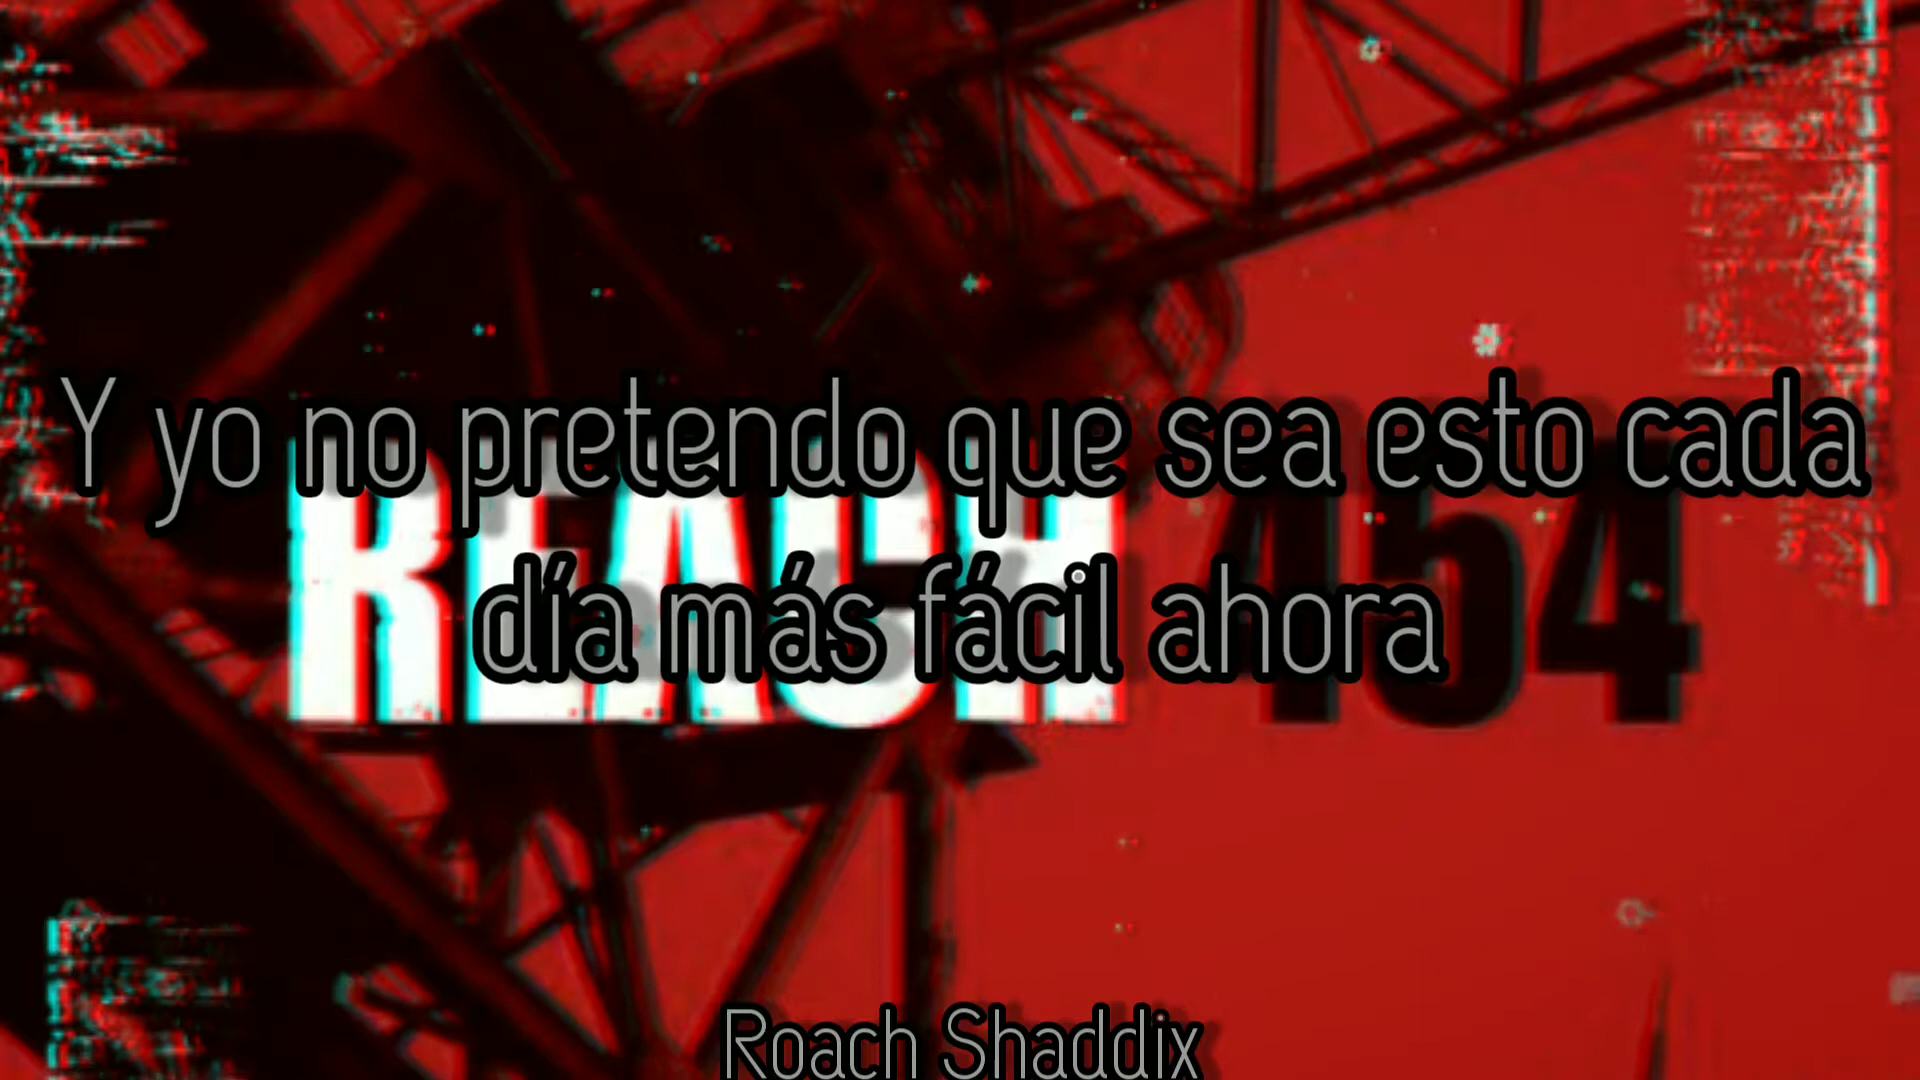 Y yo no pretendo que sea esto cada
REACH 454
día más fácil ahora
Roach Shaddix